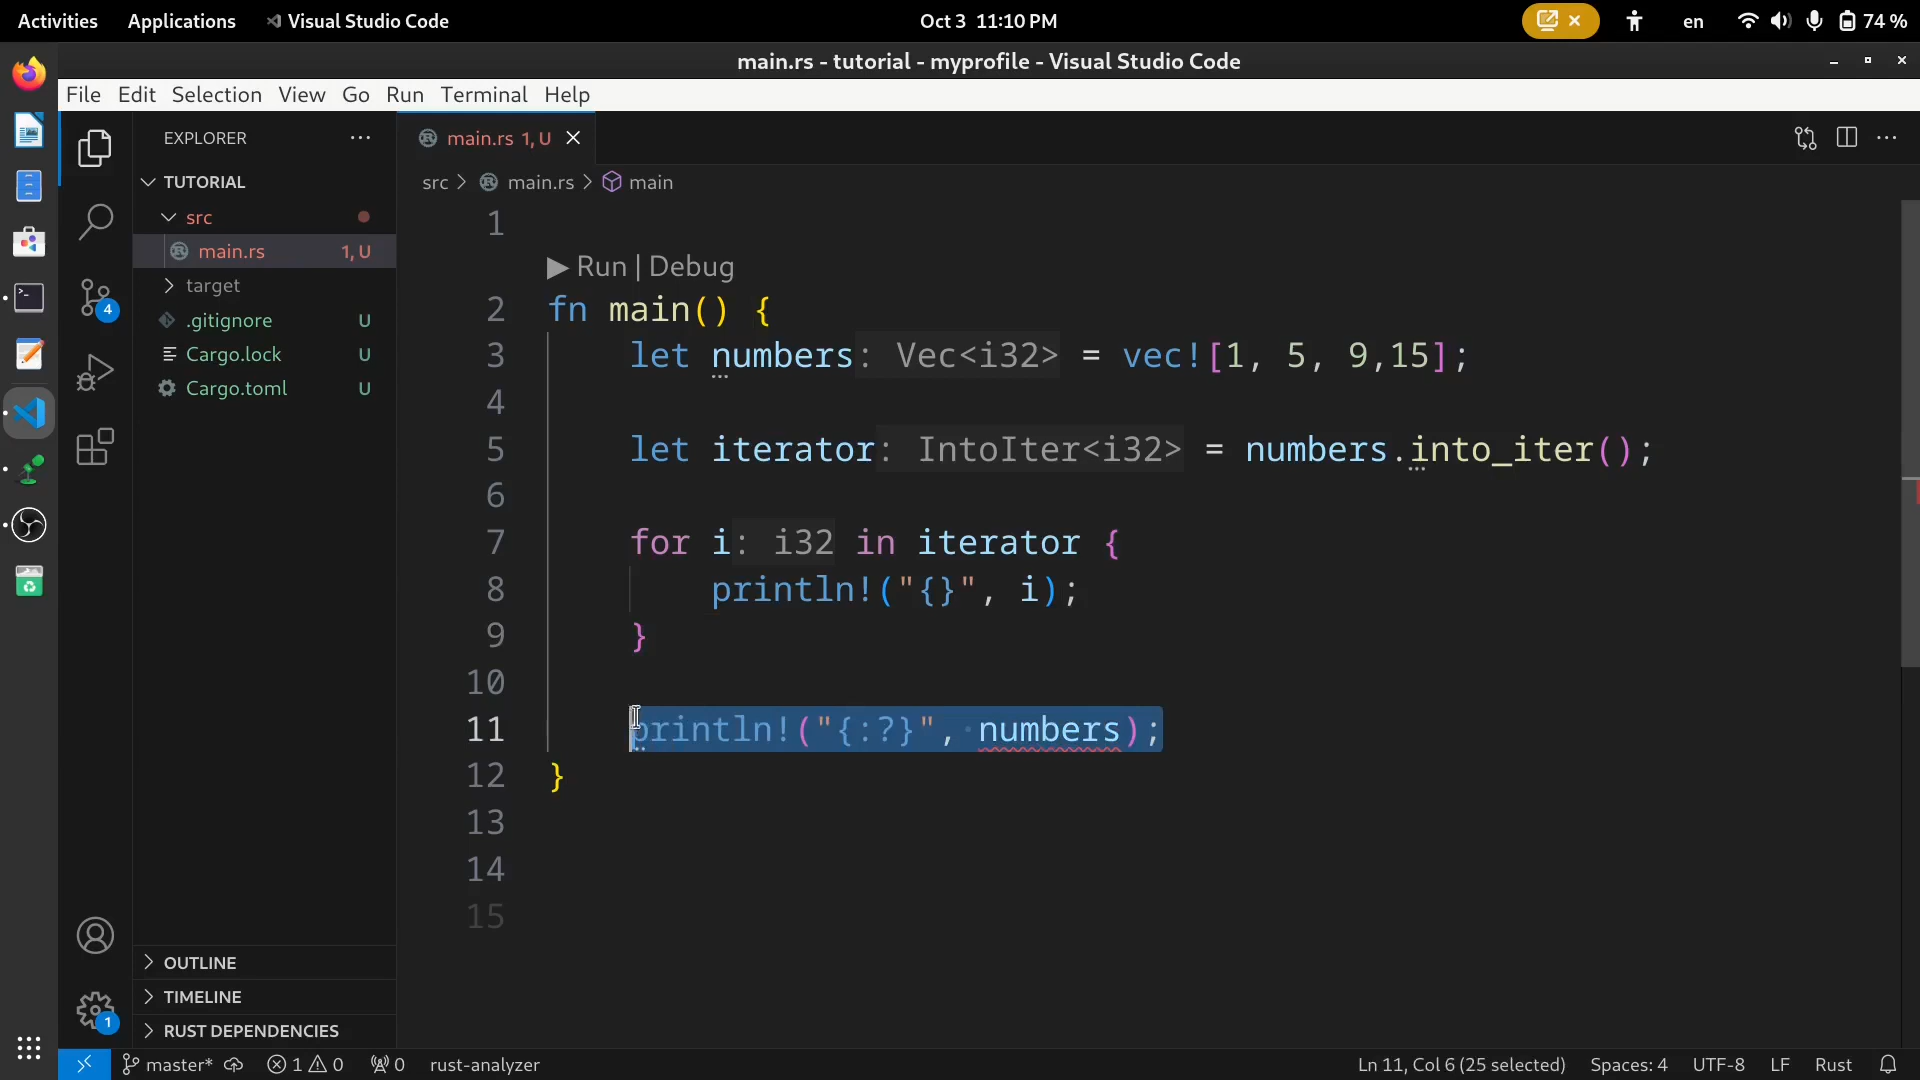 Activities Applications Visual Studio Code Oct 3 11:10 PM en 74 %
main.rs - tutorial - myprofile - Visual Studio Code
File Edit Selection View Go Run Terminal Help
EXPLORER
TUTORIAL
src
main.rs 1, U
target
.gitignore U
Cargo.lock U
Cargo.toml U
OUTLINE
TIMELINE
RUST DEPENDENCIES
4
1
main.rs 1, U
src > main.rs > main
1
Run | Debug
2 fn main() {
3 let numbers: Vec<i32> = vec![1, 5, 9,15];
4
5 let iterator: IntoIter<i32> = numbers.into_iter();
6
7 for i: i32 in iterator {
8 println!("{}", i);
9 }
10
11 println!("{:?}", numbers);
12 }
13
14
15
master* 1 0 0 rust-analyzer Ln 11, Col 6 (25 selected) Spaces: 4 UTF-8 LF Rust